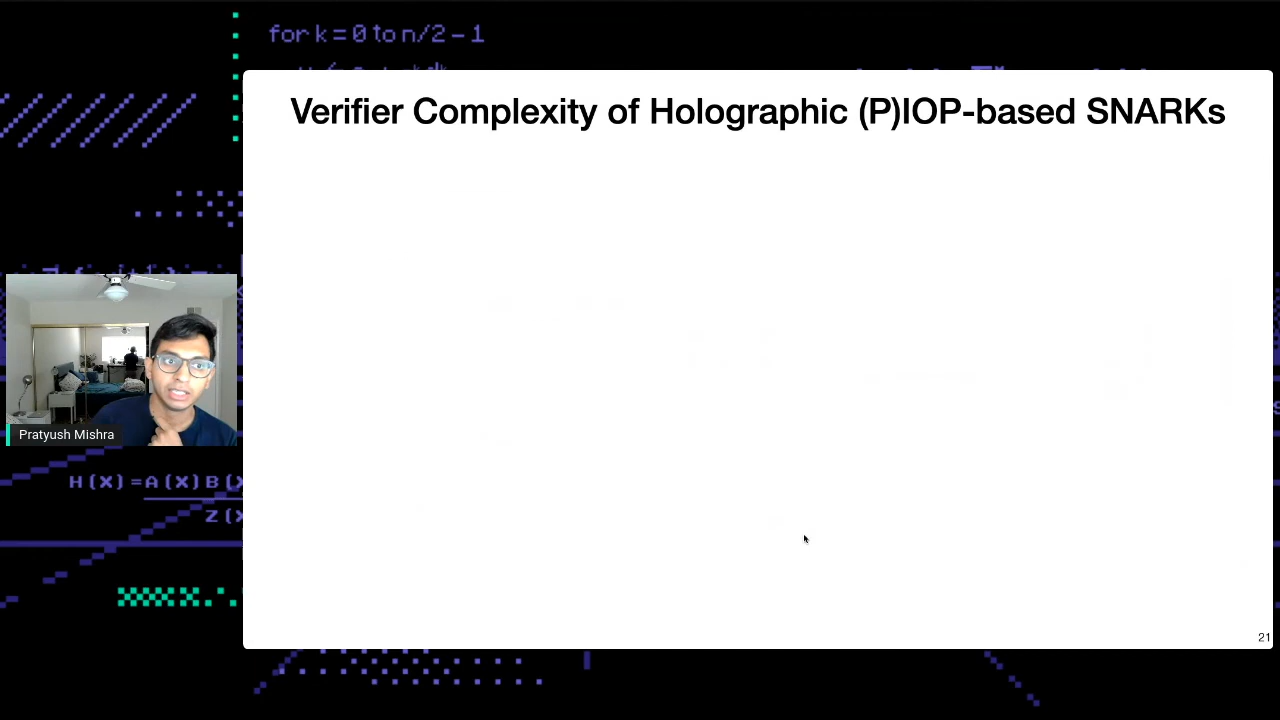 for k = 0 to n/2 - 1
Verifier Complexity of Holographic (P)IOP-based SNARKs
Pratyush Mishra
H(X) = A(X)B(X
Z(X
21